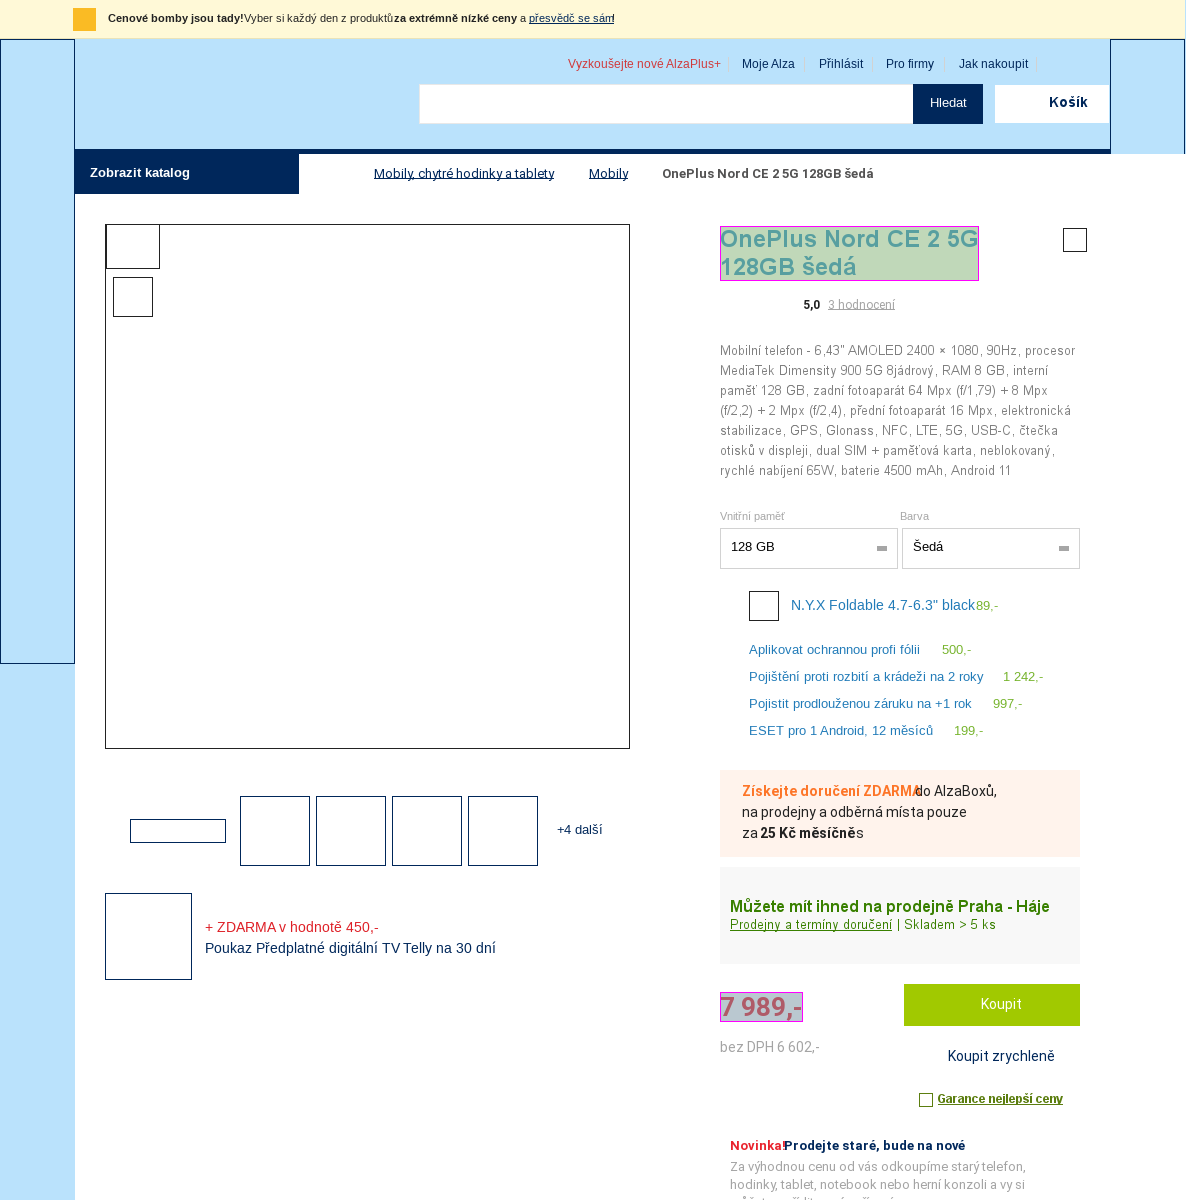 Cenové bomby jsou tady! Vyber si každý den z produktů za extrémně nízké ceny a přesvědč se sám!
Vyzkoušejte nové AlzaPlus+ Moje Alza Přihlásit Pro firmy Jak nakoupit
Hledat Košík
Zobrazit katalog Mobily, chytré hodinky a tablety Mobily OnePlus Nord CE 2 5G 128GB šedá
OnePlus Nord CE 2 5G
128GB šedá
5,0 3 hodnocení
Mobilní telefon - 6,43" AMOLED 2400 × 1080, 90Hz, procesor
MediaTek Dimensity 900 5G 8jádrový, RAM 8 GB, interní
paměť 128 GB, zadní fotoaparát 64 Mpx (f/1,79) + 8 Mpx
(f/2,2) + 2 Mpx (f/2,4), přední fotoaparát 16 Mpx, elektronická
stabilizace, GPS, Glonass, NFC, LTE, 5G, USB-C, čtečka
otisků v displeji, dual SIM + paměťová karta, neblokovaný,
rychlé nabíjení 65W, baterie 4500 mAh, Android 11
Vnitřní paměť Barva
128 GB Šedá
N.Y.X Foldable 4.7-6.3" black 89,-
Aplikovat ochrannou profi fólii 500,-
Pojištění proti rozbití a krádeži na 2 roky 1 242,-
Pojistit prodlouženou záruku na +1 rok 997,-
ESET pro 1 Android, 12 měsíců 199,-
Získejte doručení ZDARMA do AlzaBoxů,
na prodejny a odběrná místa pouze
za 25 Kč měsíčně s
+4 další
+ ZDARMA v hodnotě 450,-
Poukaz Předplatné digitální TV Telly na 30 dní
Můžete mít ihned na prodejně Praha - Háje
Prodejny a termíny doručení | Skladem > 5 ks
7 989,- Koupit
bez DPH 6 602,- Koupit zrychleně
Garance nejlepší ceny
Novinka! Prodejte staré, bude na nové
Za výhodnou cenu od vás odkoupíme starý telefon,
hodinky, tablet, notebook nebo herní konzoli a vy si